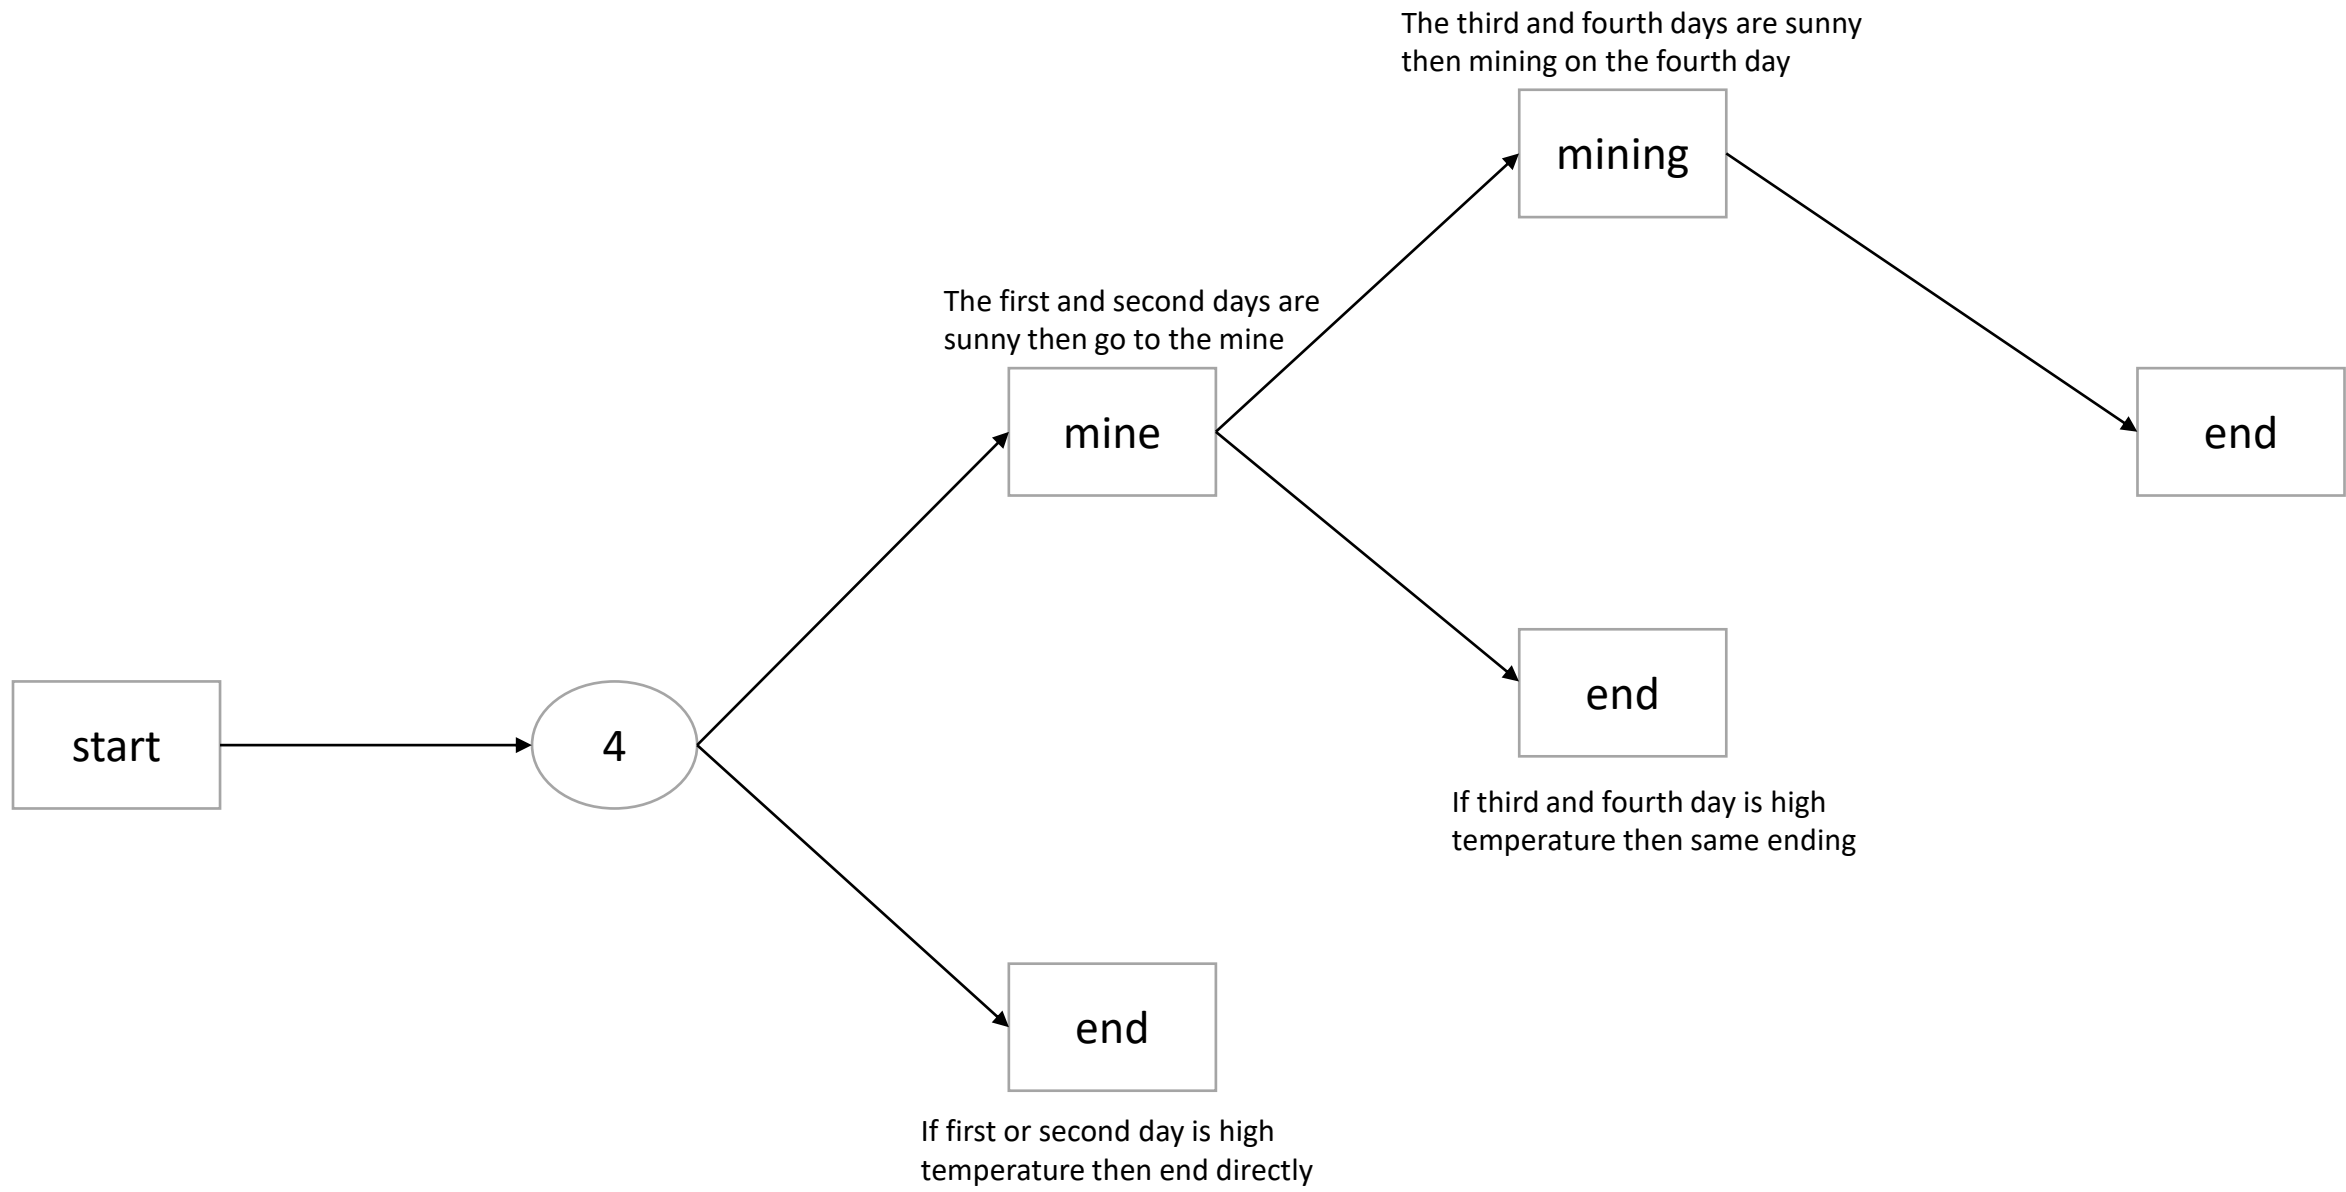 The third and fourth days are sunny
then mining on the fourth day
mining
The first and second days are
sunny then go to the mine
mine
end
start
4
end
If third and fourth day is high
temperature then same ending
end
If first or second day is high
temperature then end directly